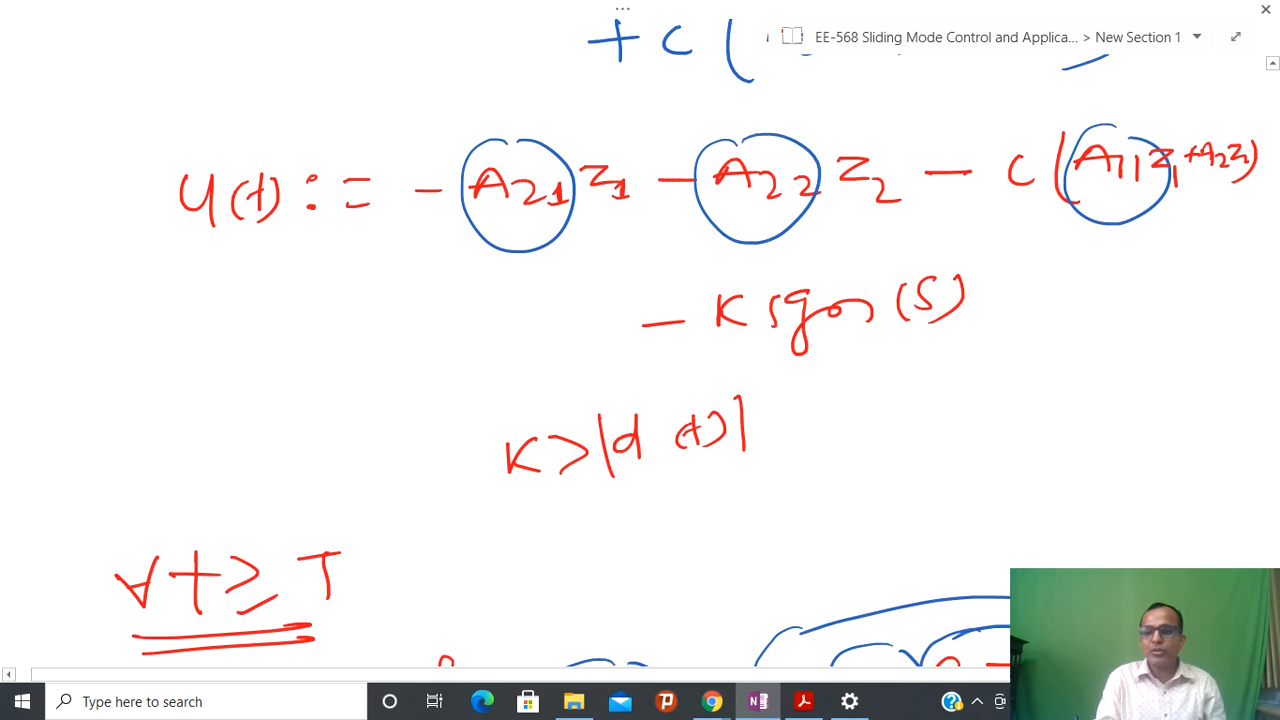 + C (
EE-568 Sliding Mode Control and Applica... > New Section 1
U(t) := - A21 z1 - A22 z2 - C (A11 z1 + A2 z2)
- K sgn (S)
K > |d (t)|
∀ t ≥ T
Type here to search